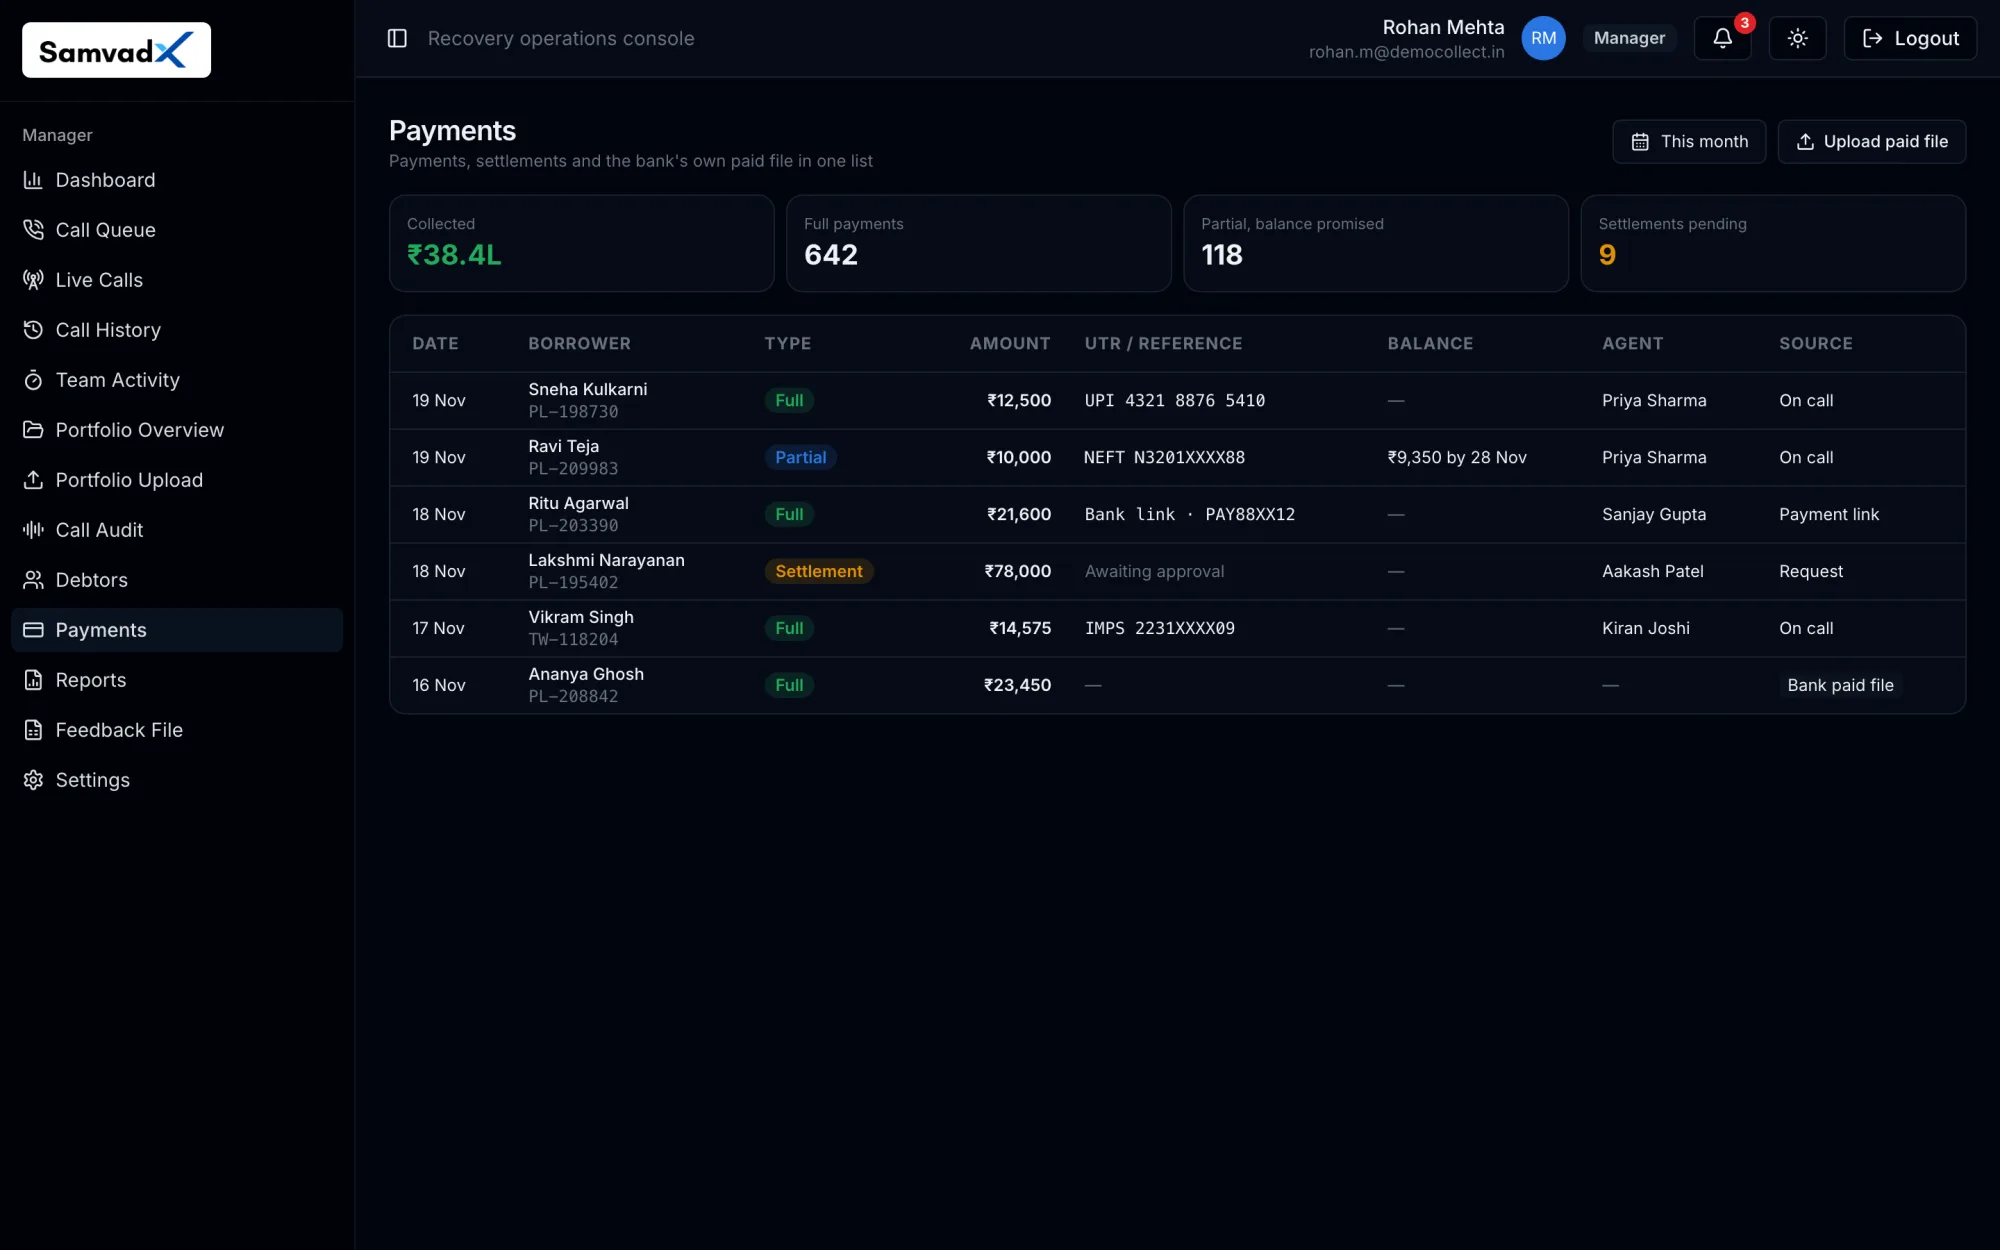 SamvadX
Recovery operations console
Rohan Mehta
rohan.m@democollect.in
RM
Manager
3
Logout
Manager
Dashboard
Call Queue
Live Calls
Call History
Team Activity
Portfolio Overview
Portfolio Upload
Call Audit
Debtors
Payments
Reports
Feedback File
Settings
Payments
Payments, settlements and the bank's own paid file in one list
This month
Upload paid file
Collected
₹38.4L
Full payments
642
Partial, balance promised
118
Settlements pending
9
DATE BORROWER TYPE AMOUNT UTR / REFERENCE BALANCE AGENT SOURCE
19 Nov Sneha Kulkarni Full ₹12,500 UPI 4321 8876 5410 — Priya Sharma On call
PL-198730
19 Nov Ravi Teja Partial ₹10,000 NEFT N3201XXXX88 ₹9,350 by 28 Nov Priya Sharma On call
PL-209983
18 Nov Ritu Agarwal Full ₹21,600 Bank link · PAY88XX12 — Sanjay Gupta Payment link
PL-203390
18 Nov Lakshmi Narayanan Settlement ₹78,000 Awaiting approval — Aakash Patel Request
PL-195402
17 Nov Vikram Singh Full ₹14,575 IMPS 2231XXXX09 — Kiran Joshi On call
TW-118204
16 Nov Ananya Ghosh Full ₹23,450 — — — Bank paid file
PL-208842